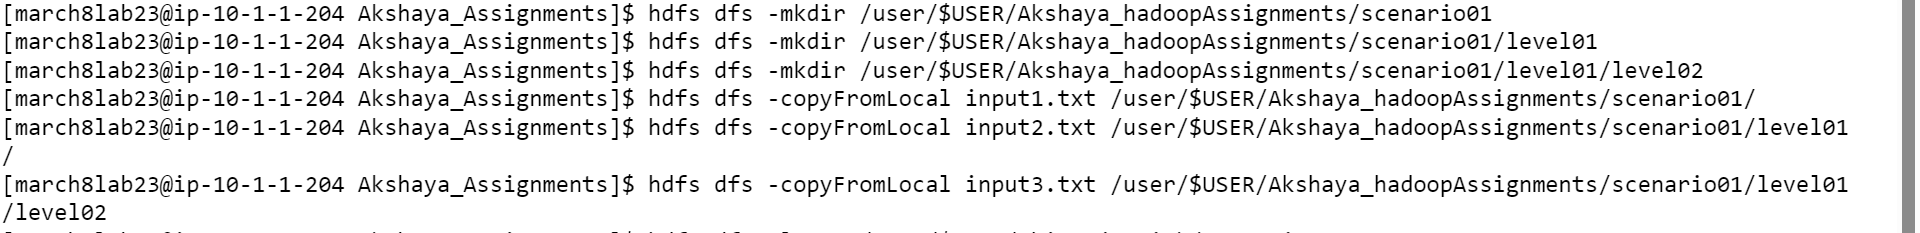 [march8lab23@ip-10-1-1-204 Akshaya_Assignments]$ hdfs dfs -mkdir /user/$USER/Akshaya_hadoopAssignments/scenario01
[march8lab23@ip-10-1-1-204 Akshaya_Assignments]$ hdfs dfs -mkdir /user/$USER/Akshaya_hadoopAssignments/scenario01/level01
[march8lab23@ip-10-1-1-204 Akshaya_Assignments]$ hdfs dfs -mkdir /user/$USER/Akshaya_hadoopAssignments/scenario01/level01/level02
[march8lab23@ip-10-1-1-204 Akshaya_Assignments]$ hdfs dfs -copyFromLocal input1.txt /user/$USER/Akshaya_hadoopAssignments/scenario01/
[march8lab23@ip-10-1-1-204 Akshaya_Assignments]$ hdfs dfs -copyFromLocal input2.txt /user/$USER/Akshaya_hadoopAssignments/scenario01/level01
/
[march8lab23@ip-10-1-1-204 Akshaya_Assignments]$ hdfs dfs -copyFromLocal input3.txt /user/$USER/Akshaya_hadoopAssignments/scenario01/level01
/level02